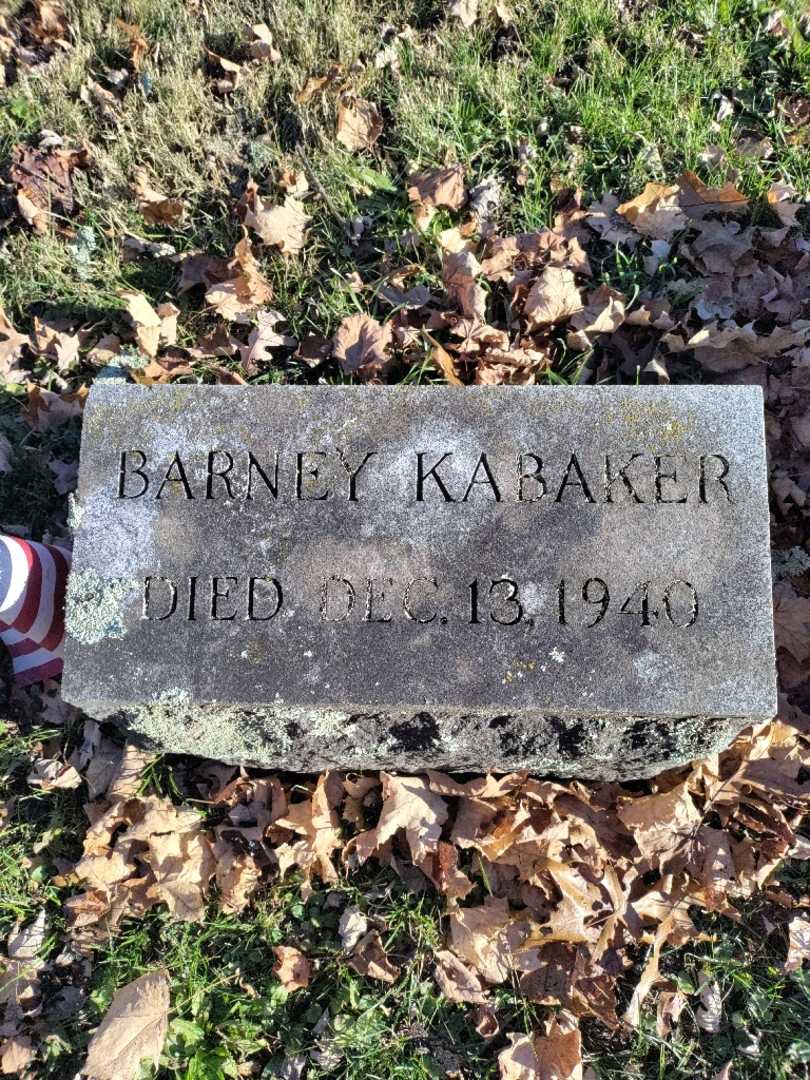 BARNEY KABAKER
DIED DEC. 13, 1940